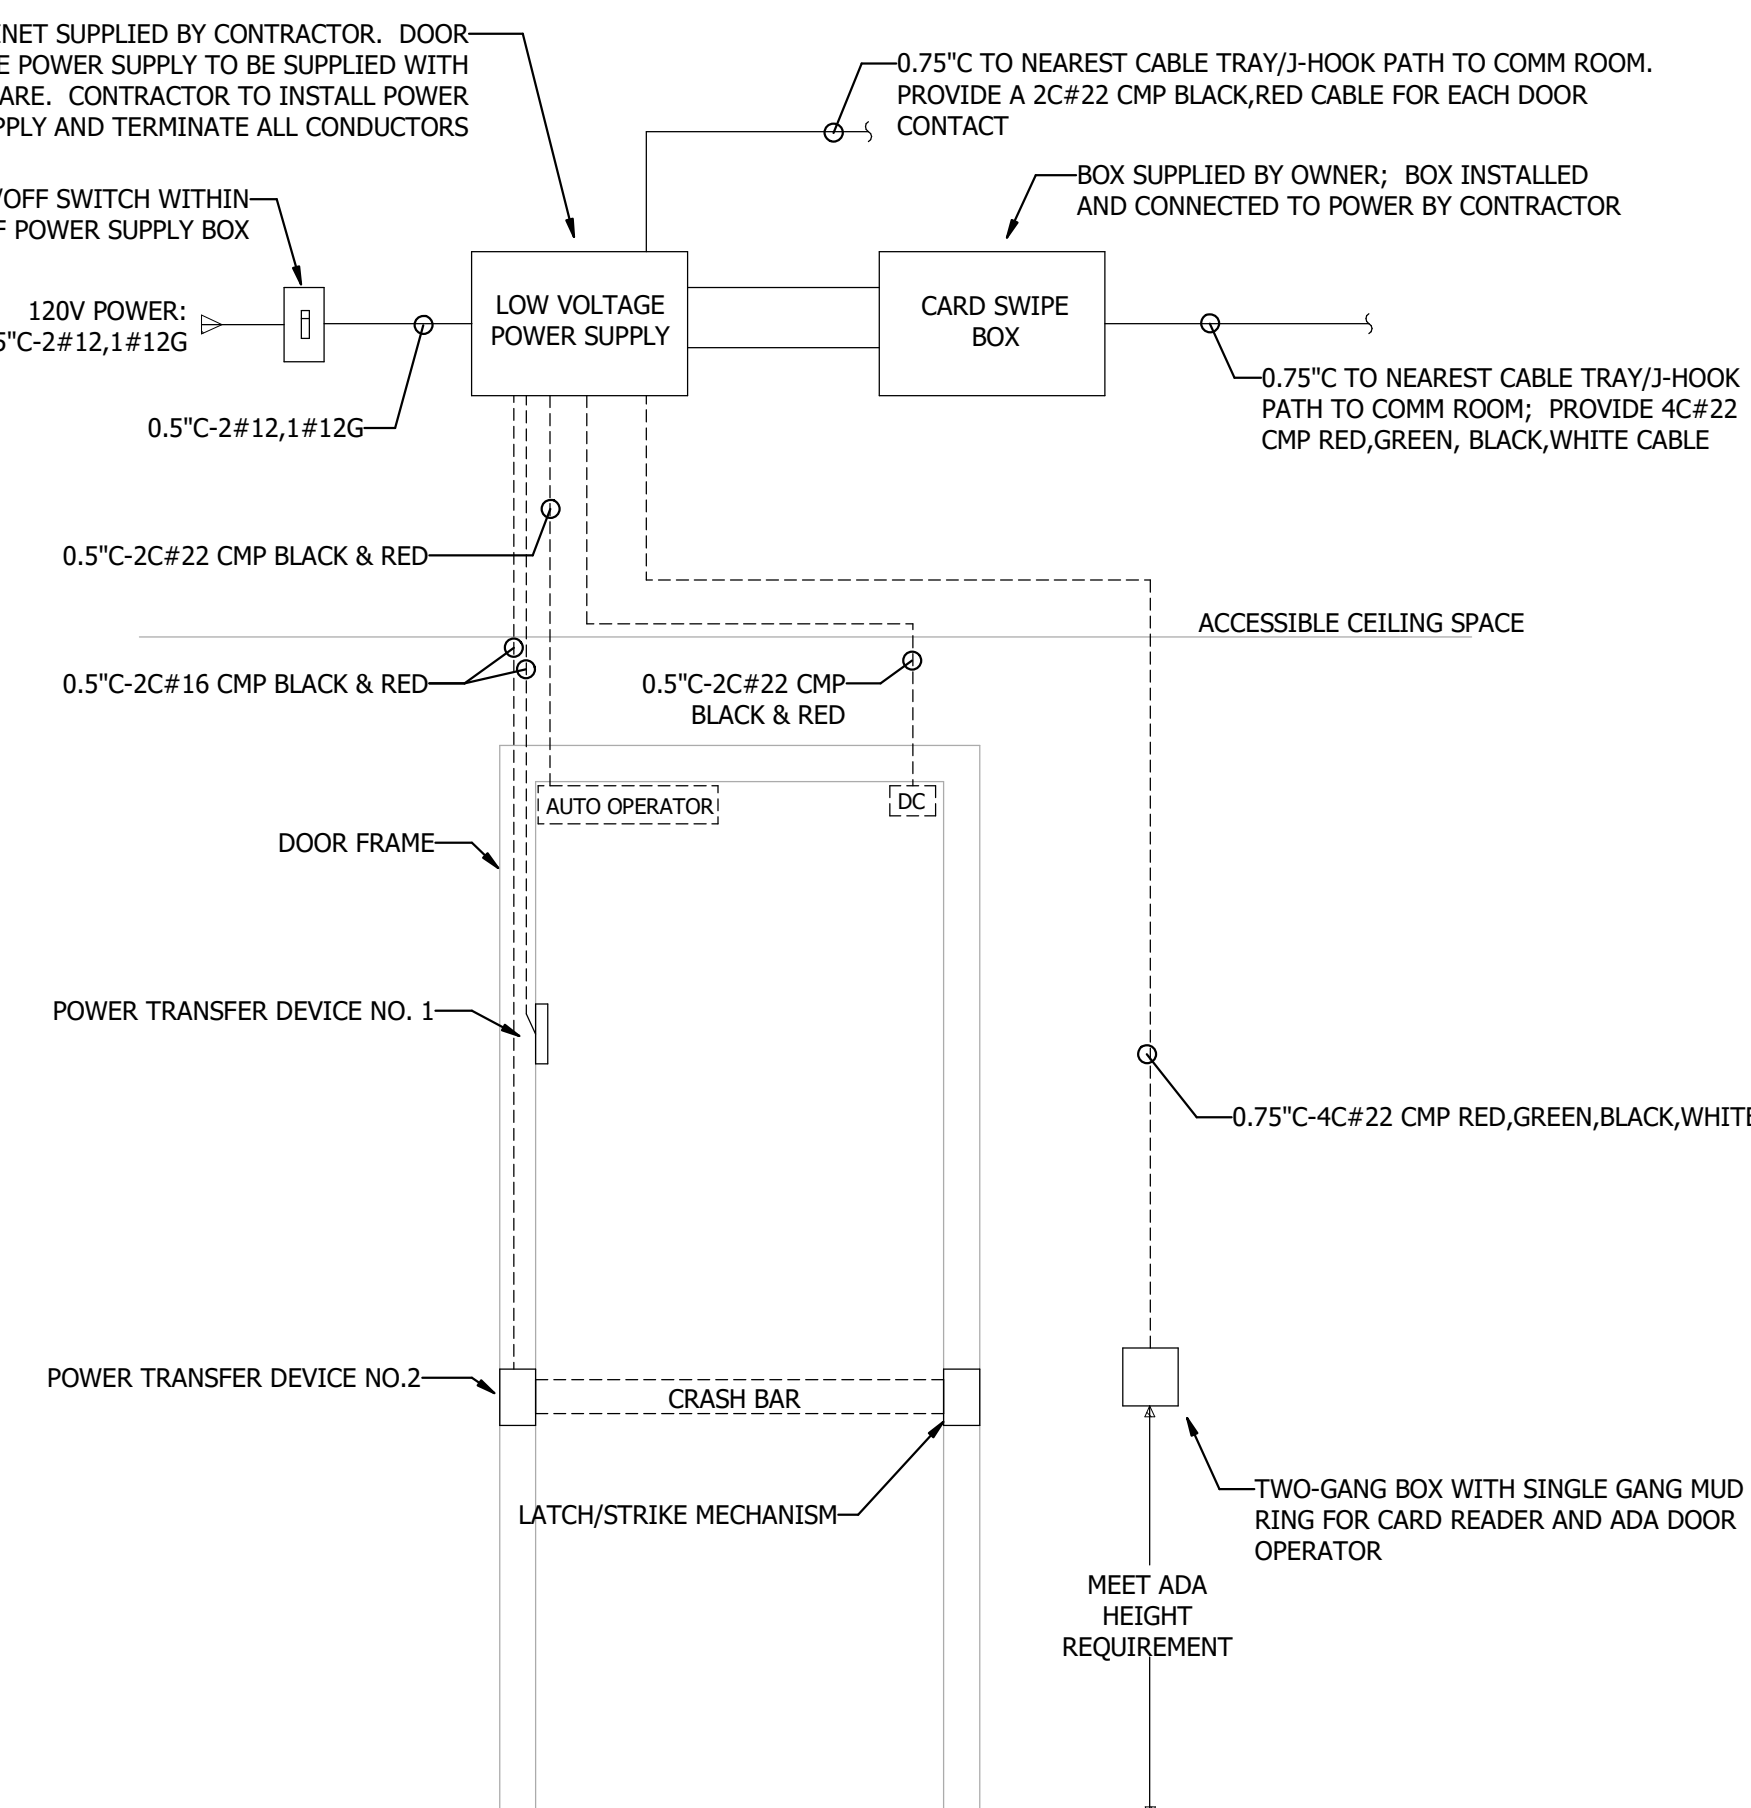 SUPPLIED BY CONTRACTOR.  DOOR
POWER SUPPLY TO BE SUPPLIED WITH
CONTRACTOR TO INSTALL POWER
AND TERMINATE ALL CONDUCTORS
0.75"C TO NEAREST CABLE TRAY/J-HOOK PATH TO COMM ROOM.
PROVIDE A 2C#22 CMP BLACK,RED CABLE FOR EACH DOOR
CONTACT
/OFF SWITCH WITHIN
POWER SUPPLY BOX
BOX SUPPLIED BY OWNER;  BOX INSTALLED
AND CONNECTED TO POWER BY CONTRACTOR
120V POWER:
5"C-2#12,1#12G
LOW VOLTAGE
POWER SUPPLY
CARD SWIPE
BOX
0.5"C-2#12,1#12G
0.75"C TO NEAREST CABLE TRAY/J-HOOK
PATH TO COMM ROOM;  PROVIDE 4C#22
CMP RED,GREEN, BLACK,WHITE CABLE
0.5"C-2C#22 CMP BLACK & RED
ACCESSIBLE CEILING SPACE
0.5"C-2C#16 CMP BLACK & RED
0.5"C-2C#22 CMP
BLACK & RED
AUTO OPERATOR
DC
DOOR FRAME
POWER TRANSFER DEVICE NO. 1
0.75"C-4C#22 CMP RED,GREEN,BLACK,WHITE
POWER TRANSFER DEVICE NO.2
CRASH BAR
LATCH/STRIKE MECHANISM
TWO-GANG BOX WITH SINGLE GANG MUD
RING FOR CARD READER AND ADA DOOR
OPERATOR
MEET ADA
HEIGHT
REQUIREMENT